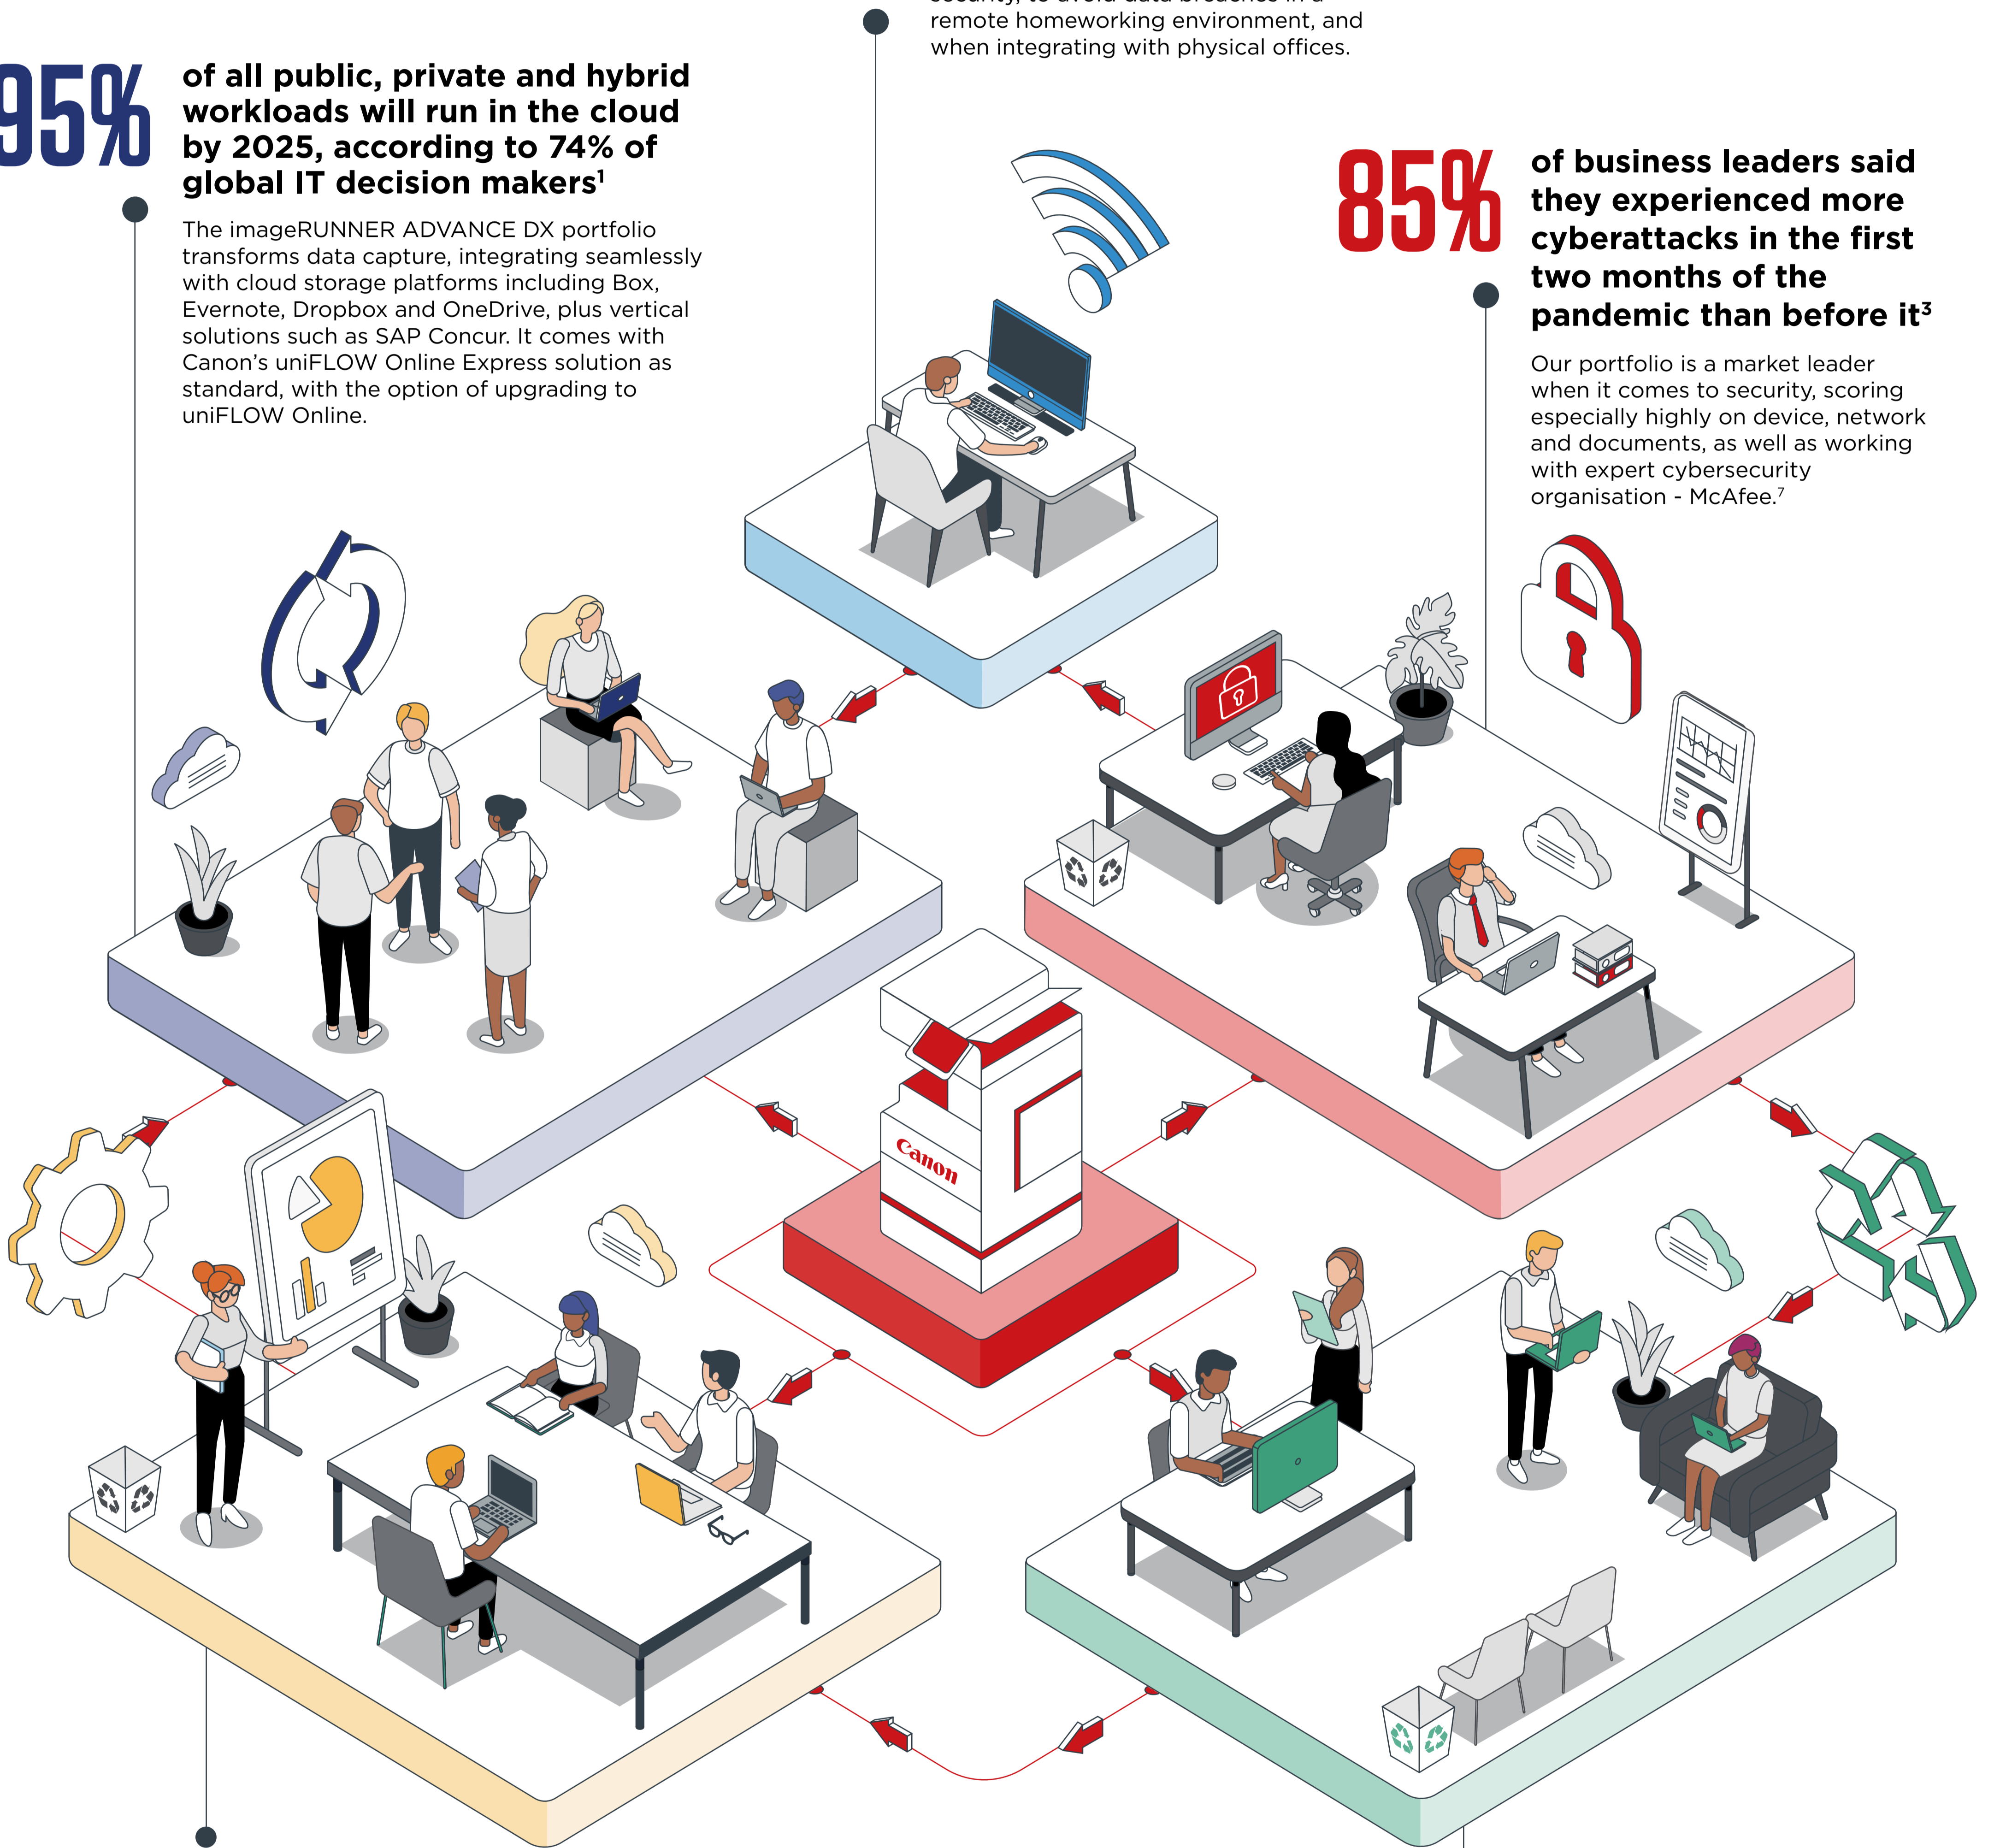 remote homeworking environment, and
when integrating with physical offices.
95%
of all public, private and hybrid
workloads will run in the cloud
by 2025, according to 74% of
global IT decision makers¹
The imageRUNNER ADVANCE DX portfolio
transforms data capture, integrating seamlessly
with cloud storage platforms including Box,
Evernote, Dropbox and OneDrive, plus vertical
solutions such as SAP Concur. It comes with
Canon’s uniFLOW Online Express solution as
standard, with the option of upgrading to
uniFLOW Online.
85%
of business leaders said
they experienced more
cyberattacks in the first
two months of the
pandemic than before it³
Our portfolio is a market leader
when it comes to security, scoring
especially highly on device, network
and documents, as well as working
with expert cybersecurity
organisation - McAfee.⁷
Canon